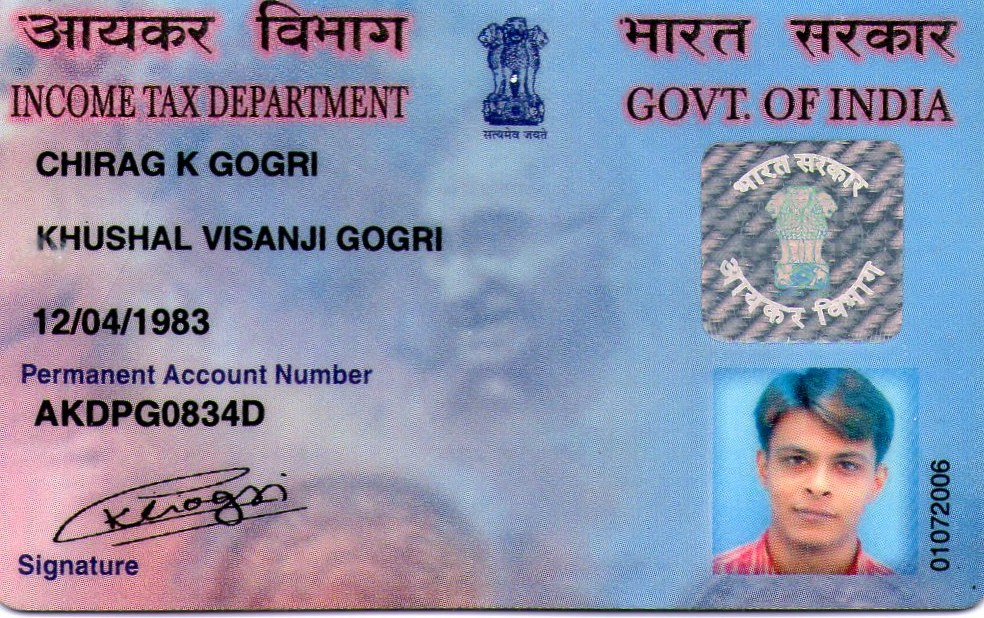 आयकर विभाग
INCOME TAX DEPARTMENT
सत्यमेव जयते
भारत सरकार
GOVT. OF INDIA
CHIRAG K GOGRI
KHUSHAL VISANJI GOGRI
12/04/1983
Permanent Account Number
AKDPG0834D
Signature
भारत सरकार
आयकर विभाग
01072006